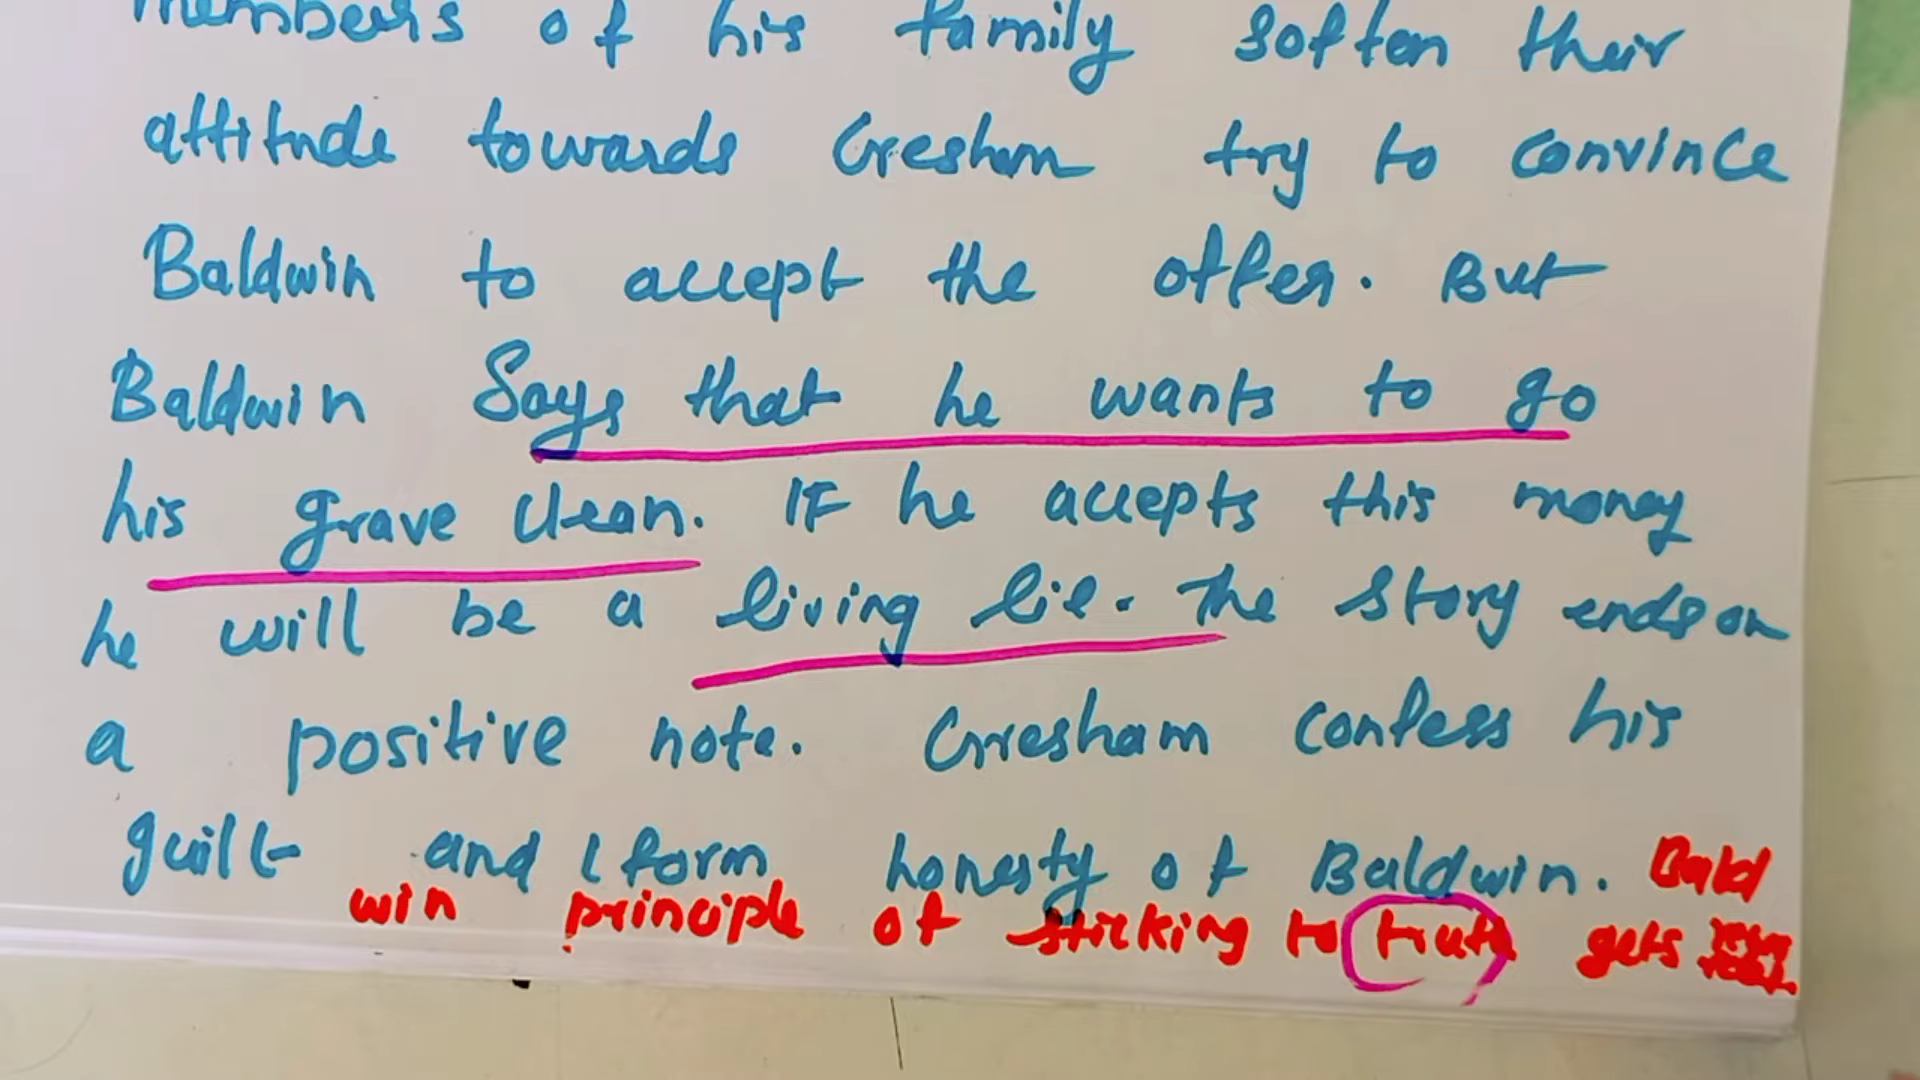 members of his family soften their
attitude towards Gresham try to convince
Baldwin to accept the offer. But
Baldwin Says that he wants to go
his grave clean. IF he accepts this money
he will be a living lie. The story ends on
a positive note. Gresham confess his
guilt and form honesty of Baldwin. Bald
win principle of sticking to truth gets